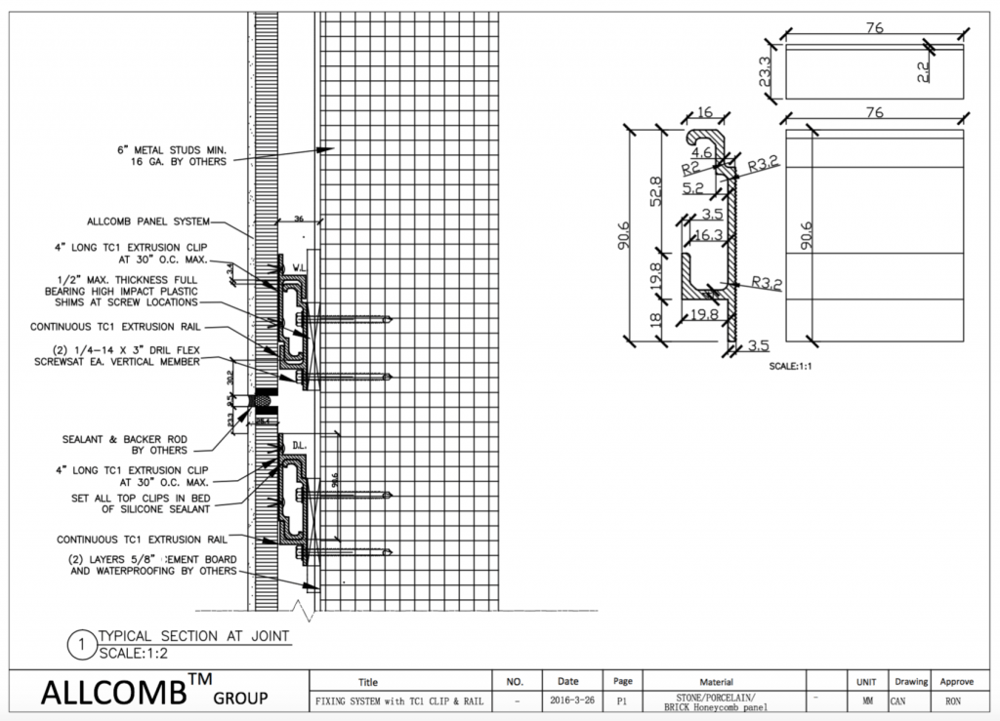 6" METAL STUDS MIN.
16 GA. BY OTHERS
ALLCOMB PANEL SYSTEM
36
4" LONG TC1 EXTRUSION CLIP
AT 30" O.C. MAX.
W.L.
3.4
1/2" MAX. THICKNESS FULL
BEARING HIGH IMPACT PLASTIC
SHIMS AT SCREW LOCATIONS
CONTINUOUS TC1 EXTRUSION RAIL
(2) 1/4-14 X 3" DRIL FLEX
SCREWSAT EA. VERTICAL MEMBER
30.2
9.5
23.3
SEALANT & BACKER ROD
BY OTHERS
D.L.
4" LONG TC1 EXTRUSION CLIP
AT 30" O.C. MAX.
90.6
SET ALL TOP CLIPS IN BED
OF SILICONE SEALANT
CONTINUOUS TC1 EXTRUSION RAIL
(2) LAYERS 5/8" CEMENT BOARD
AND WATERPROOFING BY OTHERS
1
TYPICAL SECTION AT JOINT
SCALE:1:2
76
23.3
2.2
16
76
4.6
R2
R3.2
5.2
52.8
3.5
16.3
90.6
90.6
19.8
R3.2
19.8
18
3.5
SCALE:1:1
ALLCOMB™ GROUP
Title NO. Date Page Material UNIT Drawing Approve
FIXING SYSTEM with TC1 CLIP & RAIL - 2016-3-26 P1 STONE/PORCELAIN/ - MM CAN RON
BRICK Honeycomb panel